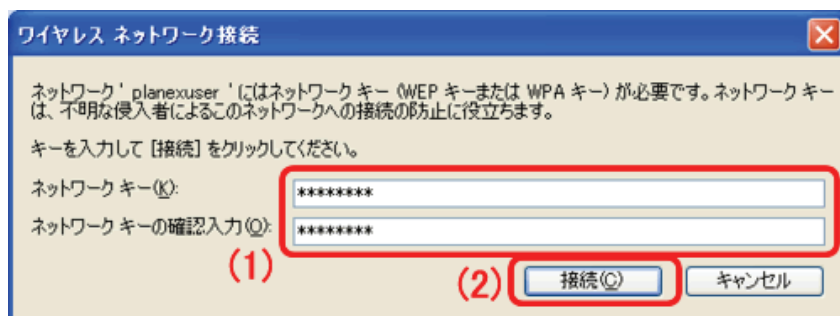 ワイヤレス ネットワーク接続
ネットワーク ' planexuser ' にはネットワーク キー (WEP キーまたは WPA キー) が必要です。ネットワーク キー
は、不明な侵入者によるこのネットワークへの接続の防止に役立ちます。
キーを入力して [接続] をクリックしてください。
ネットワーク キー(K): ********
ネットワーク キーの確認入力(O): ********
(1)
(2) 接続(C) キャンセル